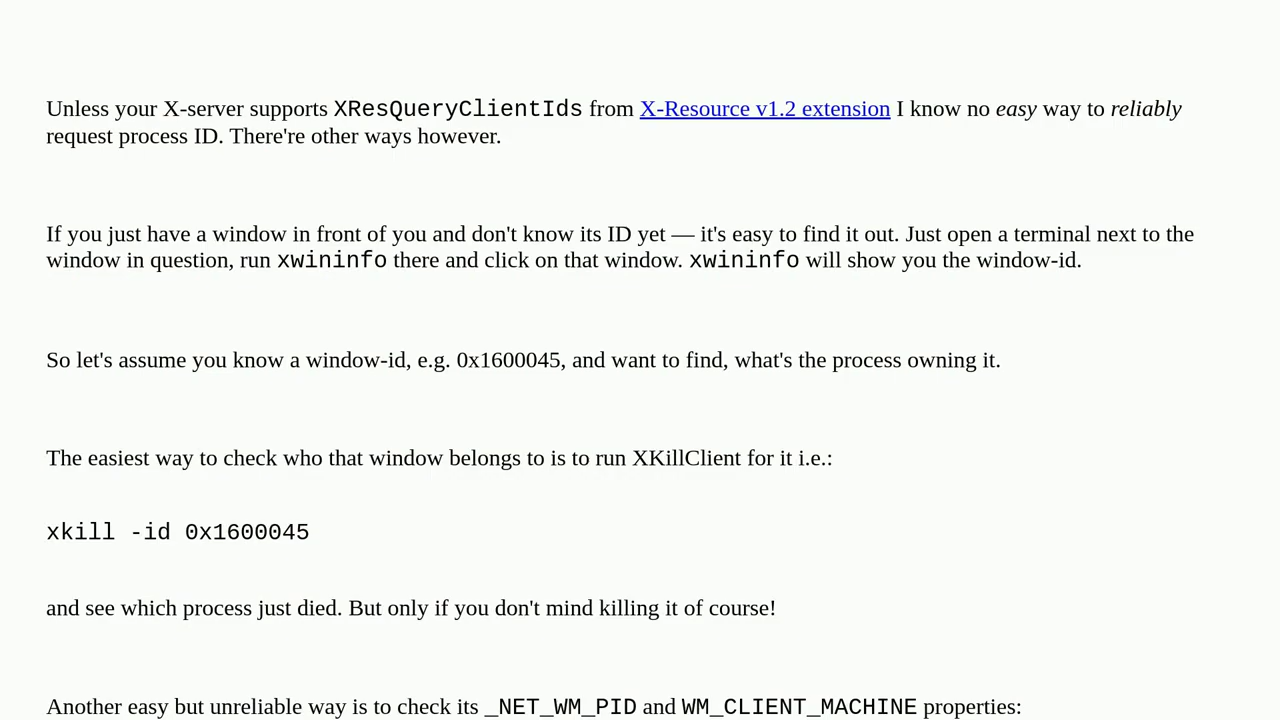 Unless your X-server supports XResQueryClientIds from X-Resource v1.2 extension I know no easy way to reliably
request process ID. There're other ways however.
If you just have a window in front of you and don't know its ID yet — it's easy to find it out. Just open a terminal next to the
window in question, run xwininfo there and click on that window. xwininfo will show you the window-id.
So let's assume you know a window-id, e.g. 0x1600045, and want to find, what's the process owning it.
The easiest way to check who that window belongs to is to run XKillClient for it i.e.:
xkill -id 0x1600045
and see which process just died. But only if you don't mind killing it of course!
Another easy but unreliable way is to check its _NET_WM_PID and WM_CLIENT_MACHINE properties: